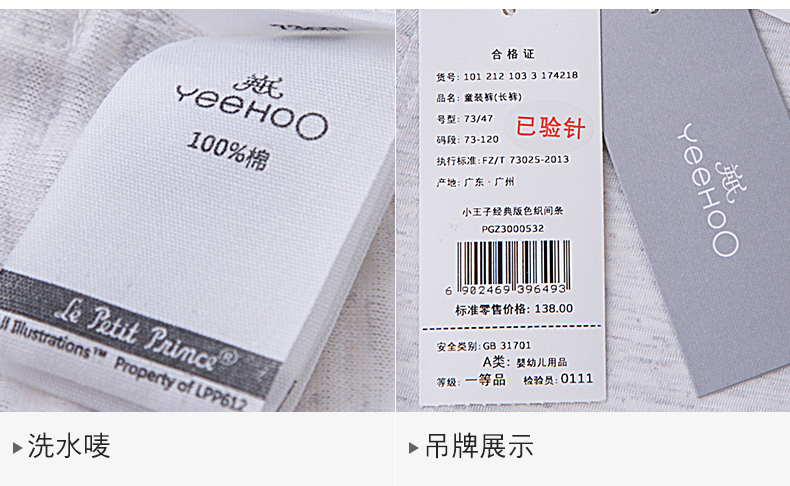 英氏
YeeHoO
100%棉
Le Petit Prince®
Illustrations™ Property of LPP612
合格证
货号: 101 212 103 3 174218
品名: 童装裤(长裤)
号型: 73/47
码段: 73-120
已验针
执行标准: FZ/T 73025-2013
产地: 广东·广州
小王子经典版色织间条
PGZ3000532
6 902469 396493
标准零售价格: 138.00
安全类别: GB 31701
A类: 婴幼儿用品
等级: 一等品 检验员: 0111
英氏
YeeHoO
洗水唛
吊牌展示